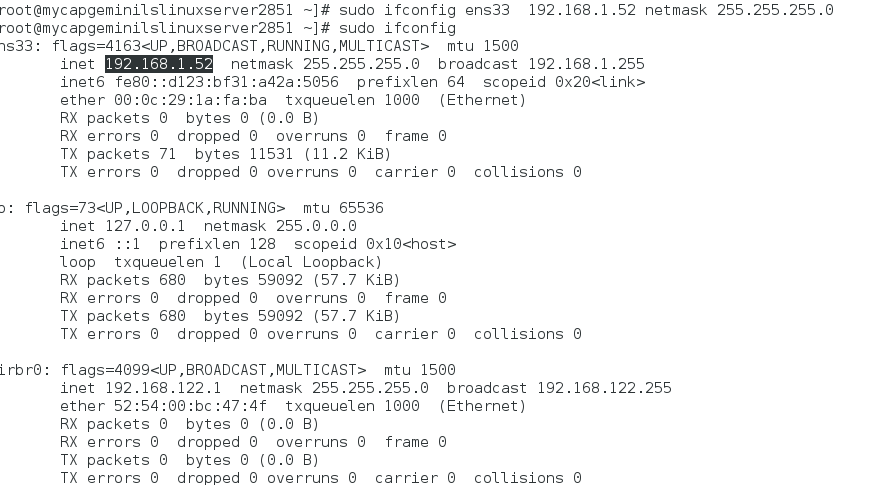 root@mycapgeminilslinuxserver2851 ~]# sudo ifconfig ens33  192.168.1.52 netmask 255.255.255.0
root@mycapgeminilslinuxserver2851 ~]# sudo ifconfig
ns33: flags=4163<UP,BROADCAST,RUNNING,MULTICAST>  mtu 1500
inet 192.168.1.52  netmask 255.255.255.0  broadcast 192.168.1.255
inet6 fe80::d123:bf31:a42a:5056  prefixlen 64  scopeid 0x20<link>
ether 00:0c:29:1a:fa:ba  txqueuelen 1000  (Ethernet)
RX packets 0  bytes 0 (0.0 B)
RX errors 0  dropped 0  overruns 0  frame 0
TX packets 71  bytes 11531 (11.2 KiB)
TX errors 0  dropped 0 overruns 0  carrier 0  collisions 0
o: flags=73<UP,LOOPBACK,RUNNING>  mtu 65536
inet 127.0.0.1  netmask 255.0.0.0
inet6 ::1  prefixlen 128  scopeid 0x10<host>
loop  txqueuelen 1  (Local Loopback)
RX packets 680  bytes 59092 (57.7 KiB)
RX errors 0  dropped 0  overruns 0  frame 0
TX packets 680  bytes 59092 (57.7 KiB)
TX errors 0  dropped 0 overruns 0  carrier 0  collisions 0
irbr0: flags=4099<UP,BROADCAST,MULTICAST>  mtu 1500
inet 192.168.122.1  netmask 255.255.255.0  broadcast 192.168.122.255
ether 52:54:00:bc:47:4f  txqueuelen 1000  (Ethernet)
RX packets 0  bytes 0 (0.0 B)
RX errors 0  dropped 0  overruns 0  frame 0
TX packets 0  bytes 0 (0.0 B)
TX errors 0  dropped 0 overruns 0  carrier 0  collisions 0